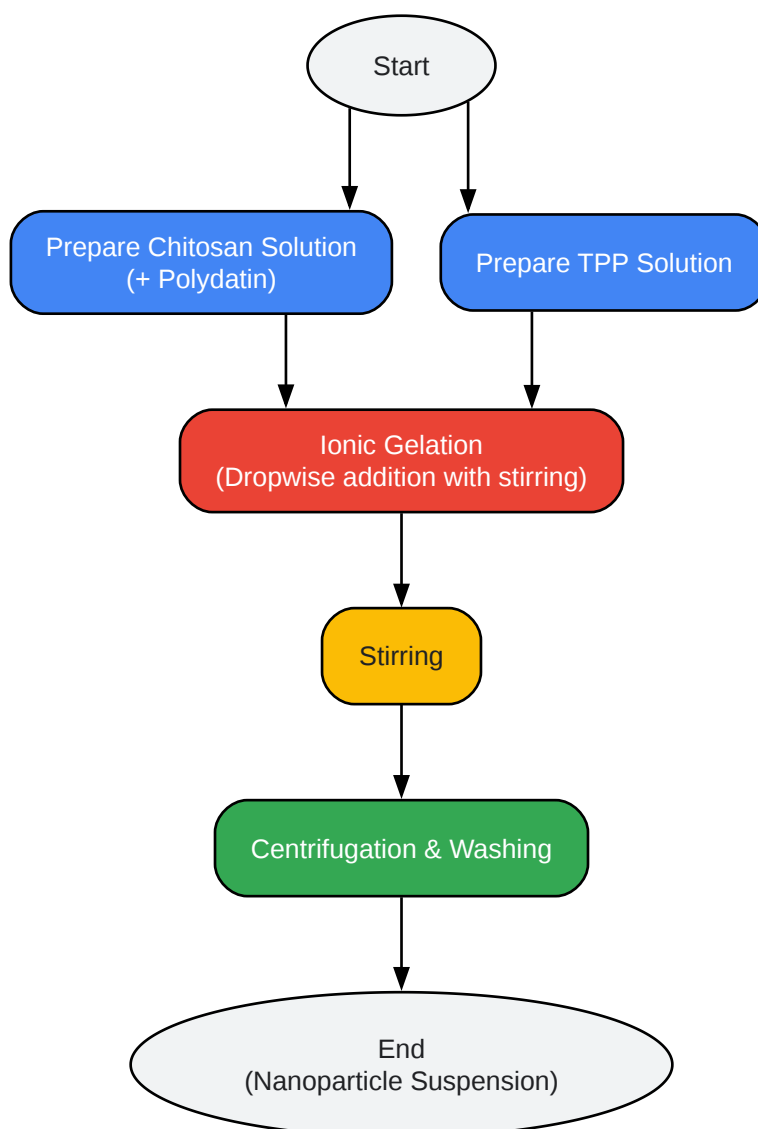 Start
Prepare Chitosan Solution
(+ Polydatin)
Prepare TPP Solution
Ionic Gelation
(Dropwise addition with stirring)
Stirring
Centrifugation & Washing
End
(Nanoparticle Suspension)